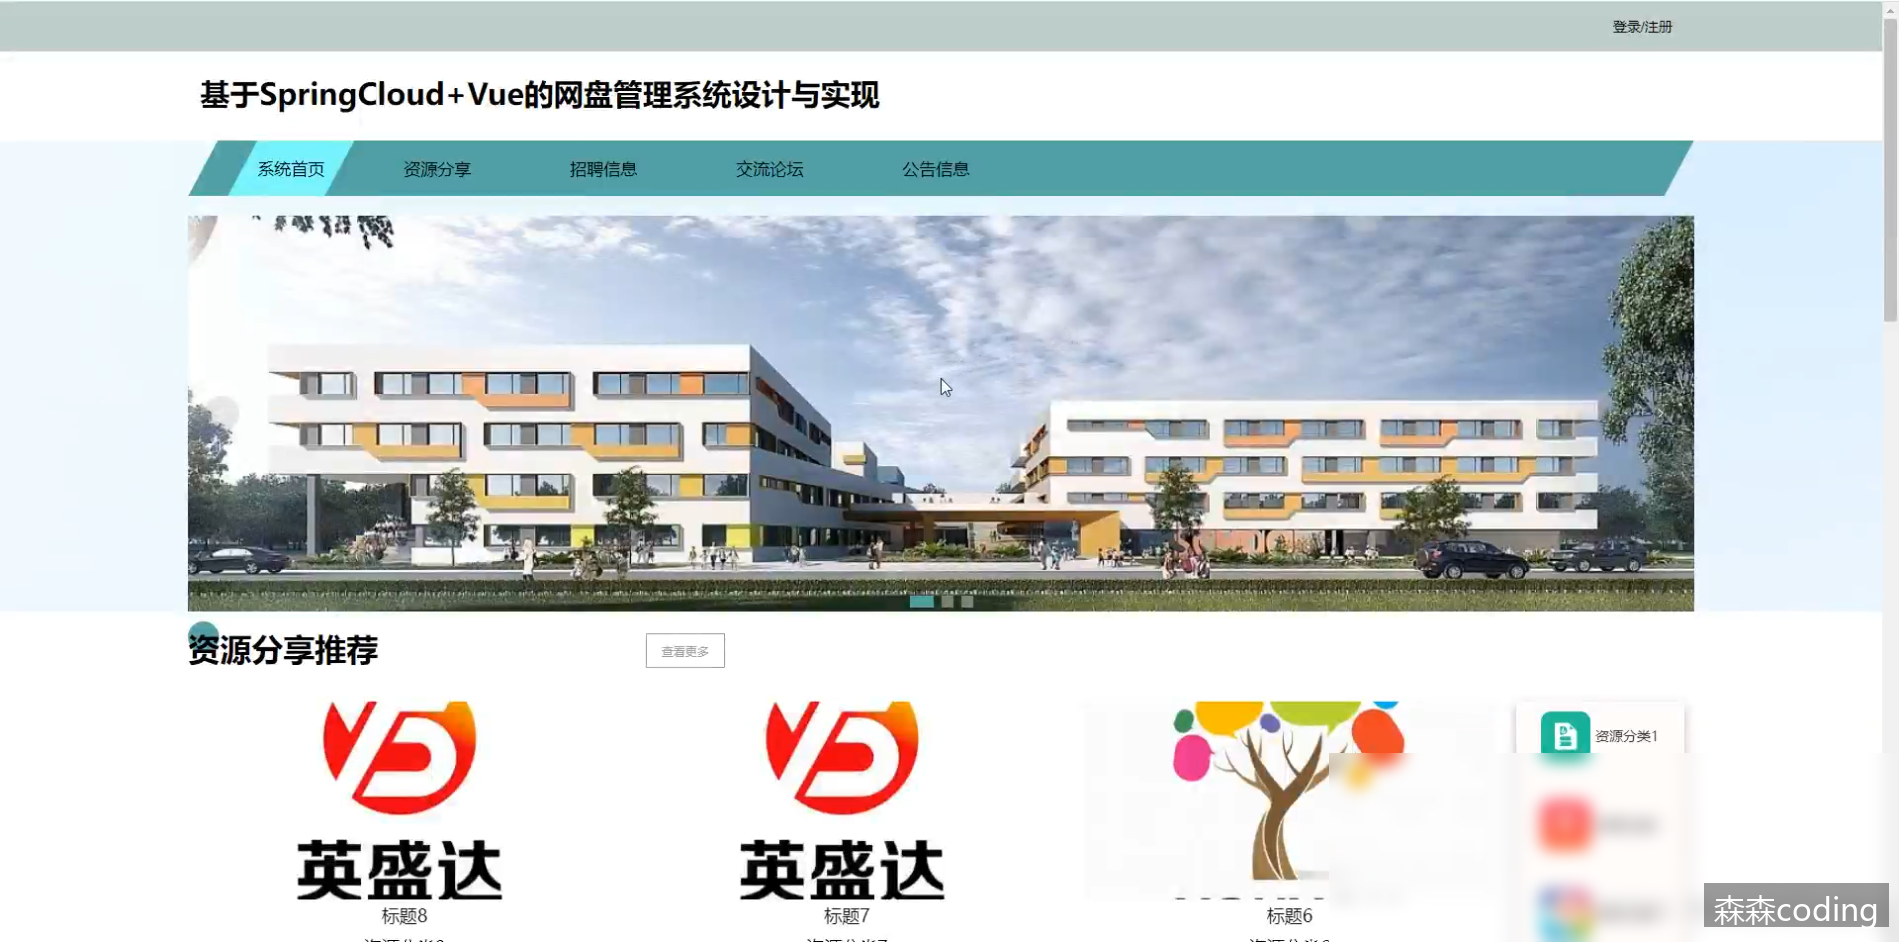 登录/注册
基于SpringCloud+Vue的网盘管理系统设计与实现
系统首页 资源分享 招聘信息 交流论坛 公告信息
资源分享推荐 查看更多
资源分类1
英盛达 英盛达
标题8 标题7 标题6
森森coding